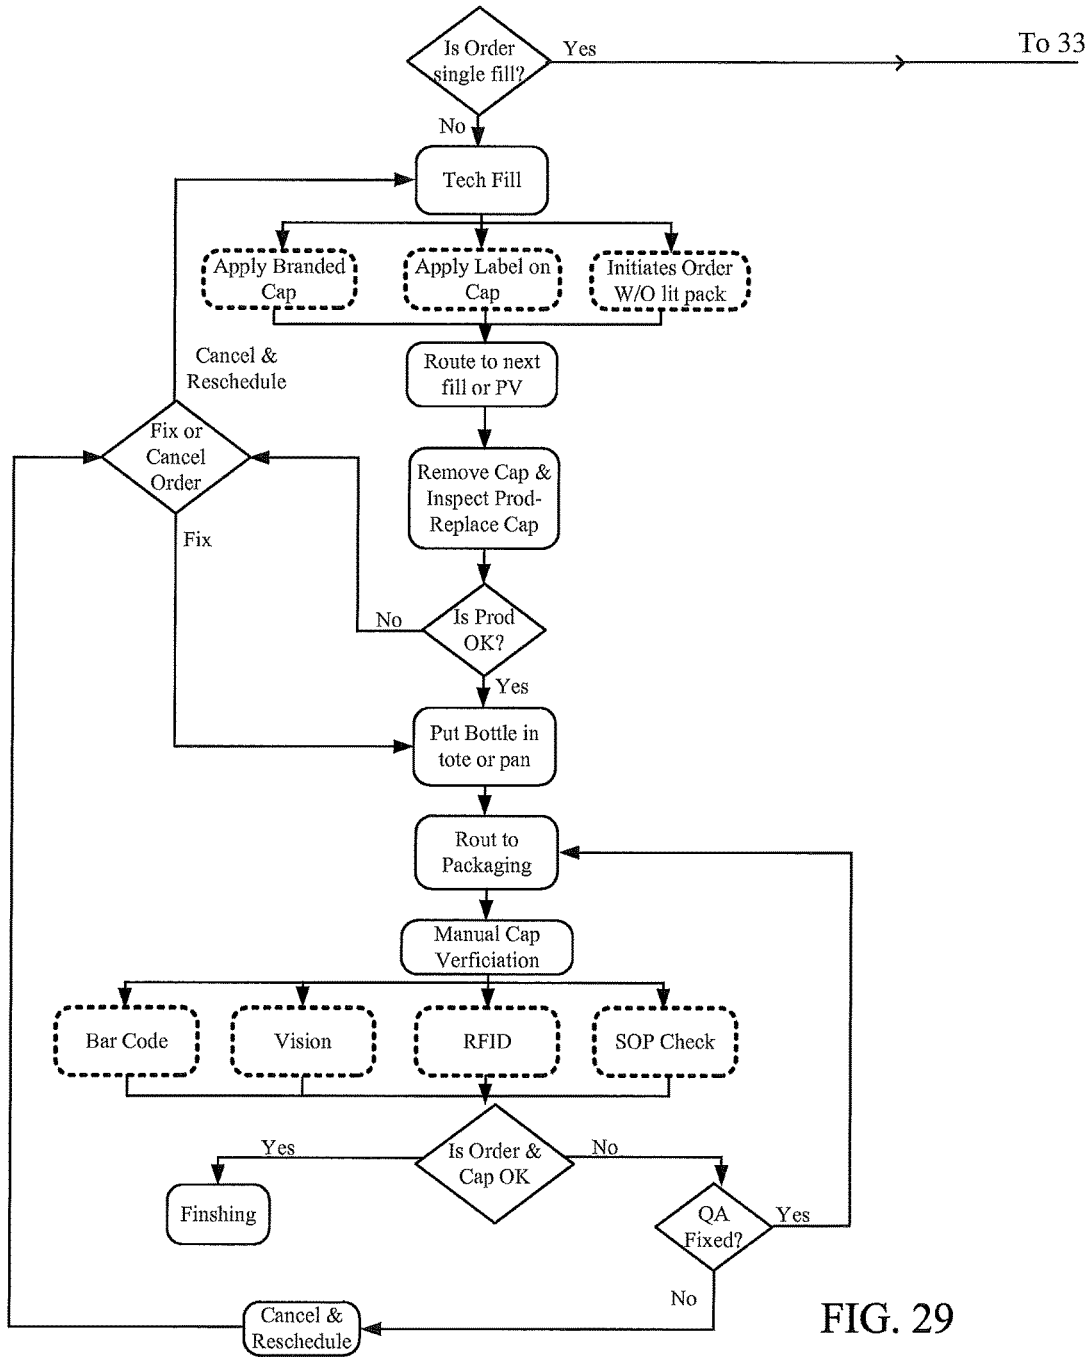 Is Order
single fill?
Yes
To 33
No
Tech Fill
Apply Branded
Cap
Apply Label on
Cap
Initiates Order
W/O lit pack
Cancel &
Reschedule
Route to next
fill or PV
Fix or
Cancel
Order
Remove Cap &
Inspect Prod-
Replace Cap
Fix
Is Prod
OK?
No
Yes
Put Bottle in
tote or pan
Rout to
Packaging
Manual Cap
Verficiation
Bar Code
Vision
RFID
SOP Check
Is Order &
Cap OK
Yes
No
Finshing
QA
Fixed?
Yes
No
Cancel &
Reschedule
FIG. 29